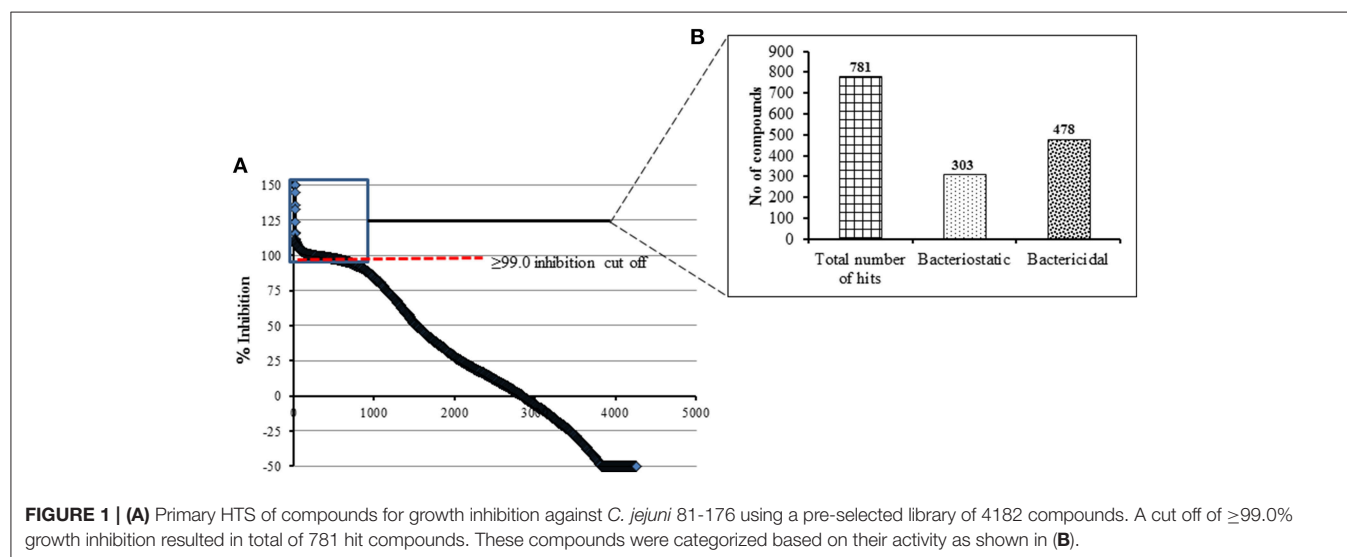 B
900
800
700
600
500
400
300
200
100
0
No of compounds
781
303
478
Total number of hits
Bacteriostatic
Bactericidal
A
150
125
100
75
50
25
0
-25
-50
% Inhibition
≥99.0 inhibition cut off
0
1000
2000
3000
4000
5000
FIGURE 1 | (A) Primary HTS of compounds for growth inhibition against C. jejuni 81-176 using a pre-selected library of 4182 compounds. A cut off of ≥99.0%
growth inhibition resulted in total of 781 hit compounds. These compounds were categorized based on their activity as shown in (B).